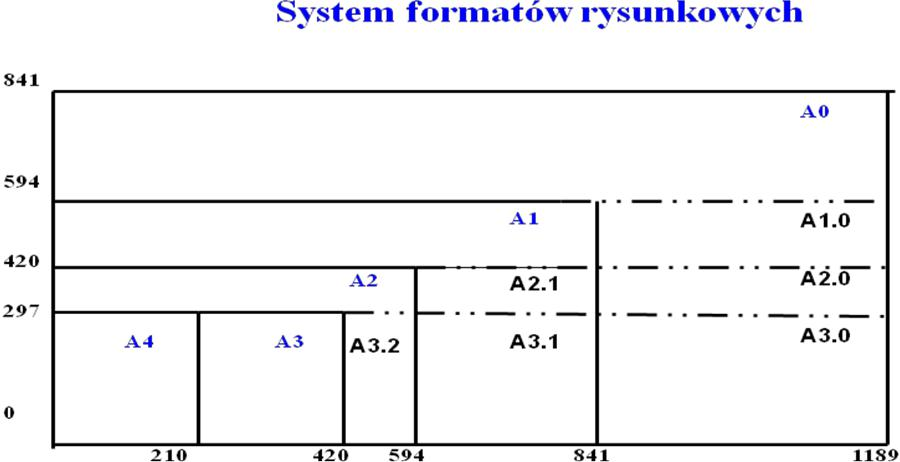 System formatów rysunkowych
841
A0
594
A1
A1.0
420
A2
A2.1
A2.0
297
A4
A3
A3.2
A3.1
A3.0
0
210 420 594 841 1189